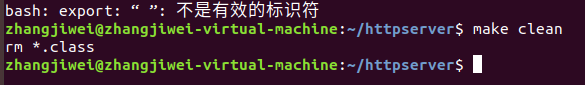 bash: export: “ ”: 不是有效的标识符
zhangjiwei@zhangjiwei-virtual-machine:~/httpserver$ make clean
rm *.class
zhangjiwei@zhangjiwei-virtual-machine:~/httpserver$